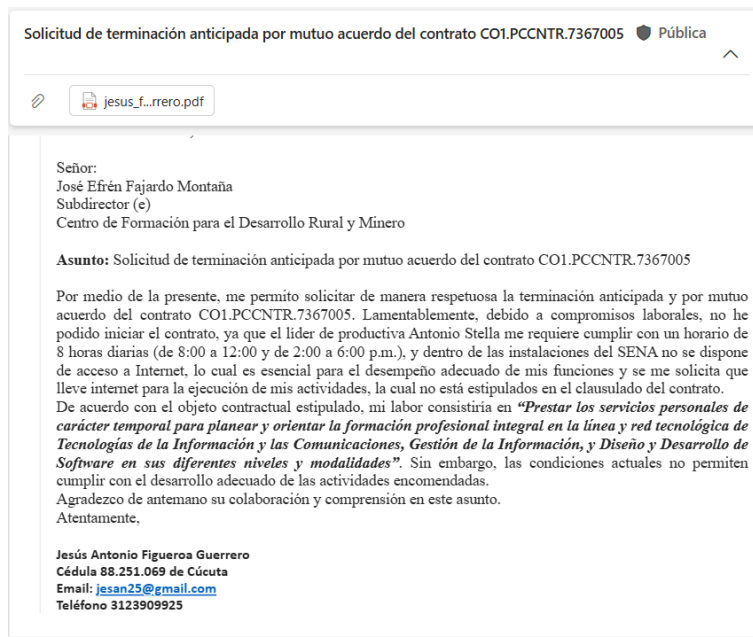 Solicitud de terminación anticipada por mutuo acuerdo del contrato CO1.PCCNTR.7367005 Pública
jesus_f...rrero.pdf
Señor:
José Efrén Fajardo Montaña
Subdirector (e)
Centro de Formación para el Desarrollo Rural y Minero
Asunto: Solicitud de terminación anticipada por mutuo acuerdo del contrato CO1.PCCNTR.7367005
Por medio de la presente, me permito solicitar de manera respetuosa la terminación anticipada y por mutuo
acuerdo del contrato CO1.PCCNTR.7367005. Lamentablemente, debido a compromisos laborales, no he
podido iniciar el contrato, ya que el líder de productiva Antonio Stella me requiere cumplir con un horario de
8 horas diarias (de 8:00 a 12:00 y de 2:00 a 6:00 p.m.), y dentro de las instalaciones del SENA no se dispone
de acceso a Internet, lo cual es esencial para el desempeño adecuado de mis funciones y se me solicita que
lleve internet para la ejecución de mis actividades, la cual no está estipulados en el clausulado del contrato.
De acuerdo con el objeto contractual estipulado, mi labor consistiría en “Prestar los servicios personales de
carácter temporal para planear y orientar la formación profesional integral en la línea y red tecnológica de
Tecnologías de la Información y las Comunicaciones, Gestión de la Información, y Diseño y Desarrollo de
Software en sus diferentes niveles y modalidades”. Sin embargo, las condiciones actuales no permiten
cumplir con el desarrollo adecuado de las actividades encomendadas.
Agradezco de antemano su colaboración y comprensión en este asunto.
Atentamente,
Jesús Antonio Figueroa Guerrero
Cédula 88.251.069 de Cúcuta
Email: jesan25@gmail.com
Teléfono 3123909925